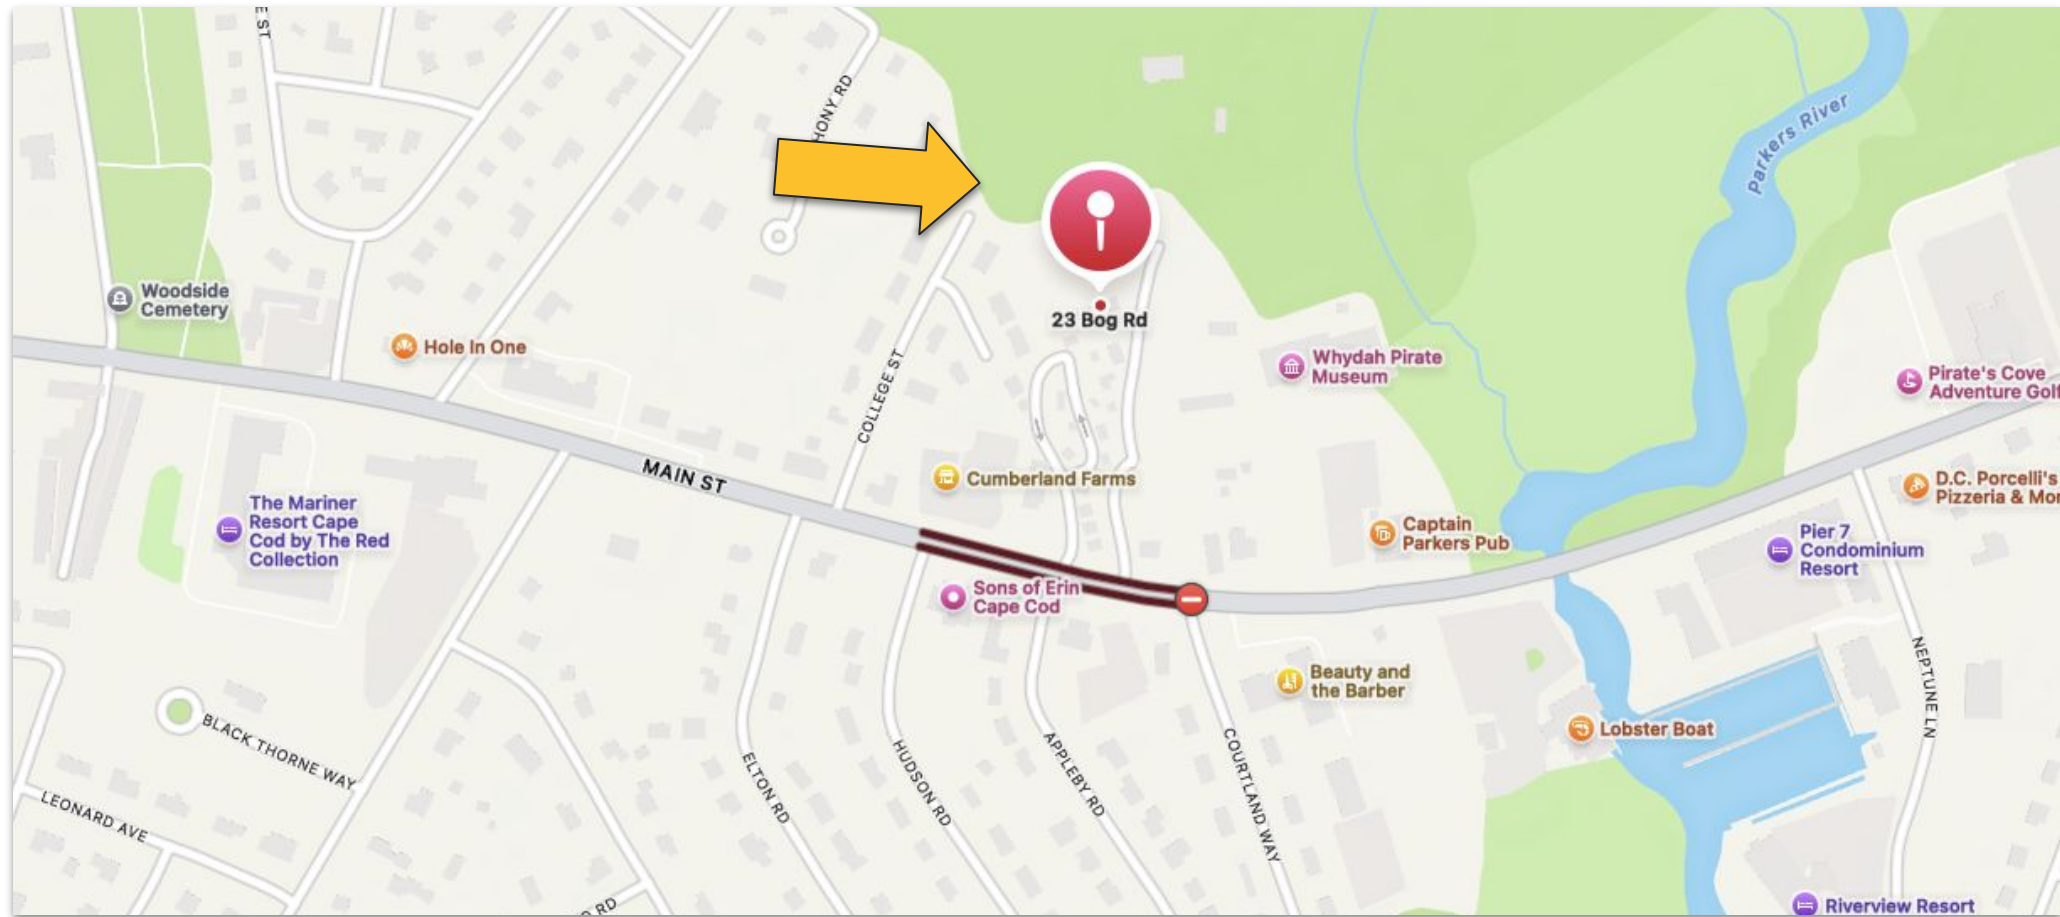 E ST
HONY RD
Parkers River
Woodside
Cemetery
Hole In One
23 Bog Rd
Whydah Pirate
Museum
Pirate's Cove
Adventure Golf
COLLEGE ST
MAIN ST
Cumberland Farms
The Mariner
Resort Cape
Cod by The Red
Collection
D.C. Porcelli's
Pizzeria & Mor
Captain
Parkers Pub
Pier 7
Condominium
Resort
Sons of Erin
Cape Cod
Beauty and
the Barber
Lobster Boat
NEPTUNE LN
BLACK THORNE WAY
LEONARD AVE
ELTON RD
HUDSON RD
APPLEBY RD
COURTLAND WAY
RD
Riverview Resort